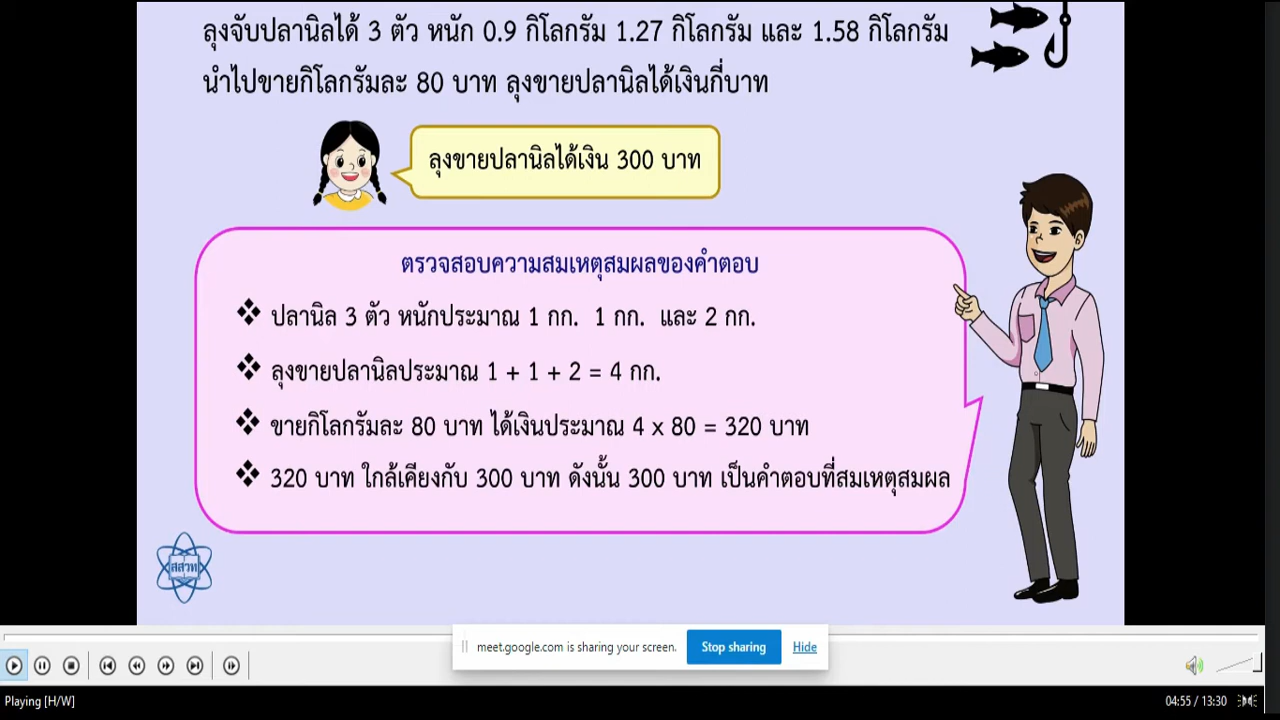 ลุงจับปลานิลได้ 3 ตัว หนัก 0.9 กิโลกรัม 1.27 กิโลกรัม และ 1.58 กิโลกรัม
นำไปขายกิโลกรัมละ 80 บาท ลุงขายปลานิลได้เงินกี่บาท
ลุงขายปลานิลได้เงิน 300 บาท
ตรวจสอบความสมเหตุสมผลของคำตอบ
❖ ปลานิล 3 ตัว หนักประมาณ 1 กก. 1 กก. และ 2 กก.
❖ ลุงขายปลานิลประมาณ 1 + 1 + 2 = 4 กก.
❖ ขายกิโลกรัมละ 80 บาท ได้เงินประมาณ 4 x 80 = 320 บาท
❖ 320 บาท ใกล้เคียงกับ 300 บาท ดังนั้น 300 บาท เป็นคำตอบที่สมเหตุสมผล
สสวท
meet.google.com is sharing your screen. Stop sharing Hide
Playing [H/W] 04:55 / 13:30